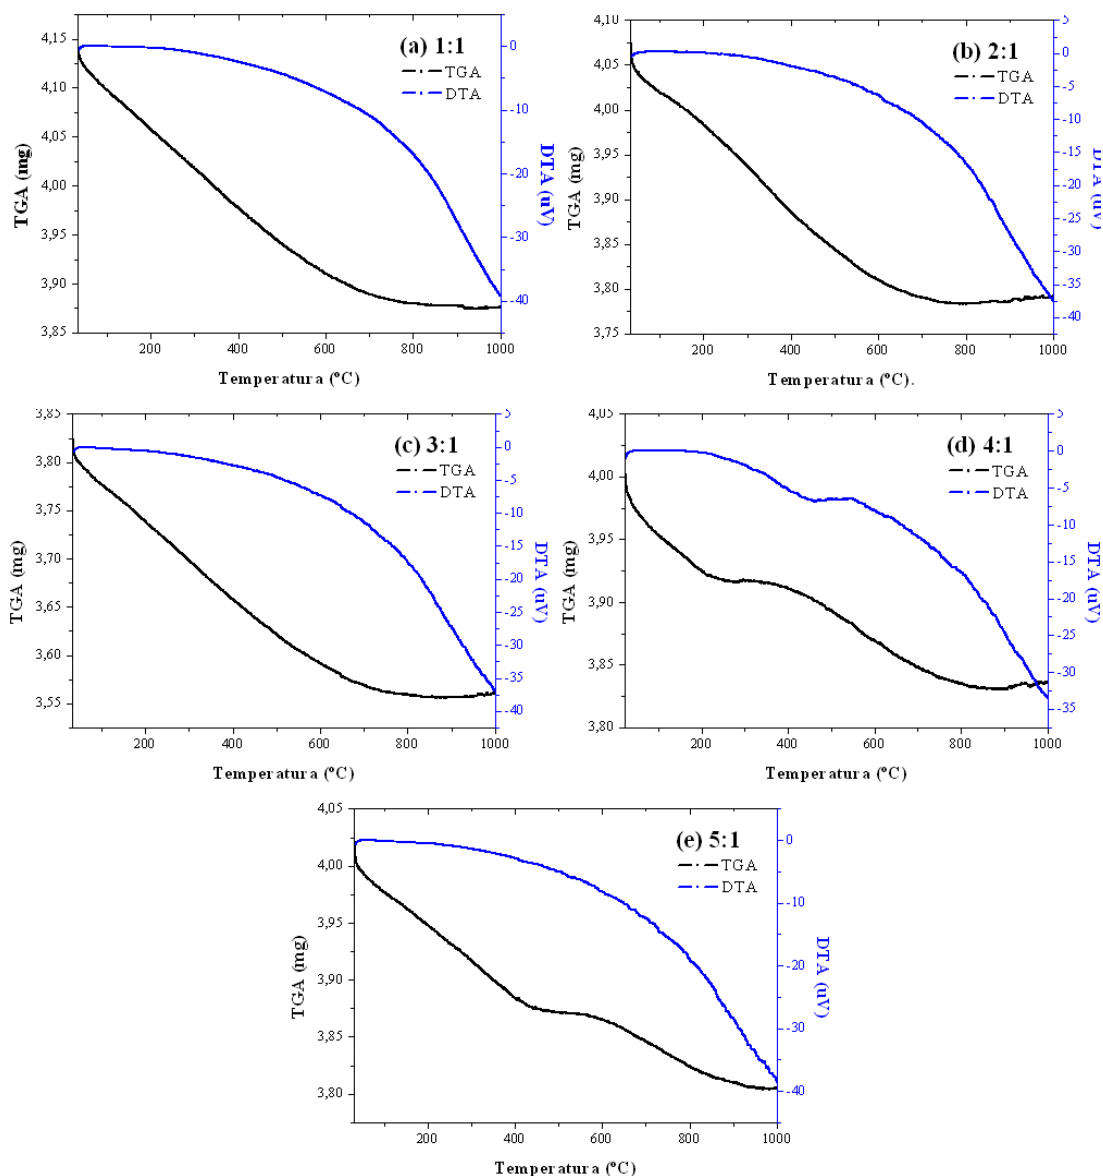 (a) 1:1
TGA
DTA
TGA (mg)
DTA (uV)
4,15
4,10
4,05
4,00
3,95
3,90
3,85
0
-10
-20
-30
-40
200 400 600 800 1000
Temperatura (ºC)
(b) 2:1
TGA
DTA
TGA (mg)
DTA (uV)
4,10
4,05
4,00
3,95
3,90
3,85
3,80
3,75
5
0
-5
-10
-15
-20
-25
-30
-35
-40
200 400 600 800 1000
Temperatura (ºC).
(c) 3:1
TGA
DTA
TGA (mg)
DTA (uV)
3,85
3,80
3,75
3,70
3,65
3,60
3,55
5
0
-5
-10
-15
-20
-25
-30
-35
-40
200 400 600 800 1000
Temperatura (ºC)
(d) 4:1
TGA
DTA
TGA (mg)
DTA (uV)
4,05
4,00
3,95
3,90
3,85
3,80
5
0
-5
-10
-15
-20
-25
-30
-35
200 400 600 800 1000
Temperatura (ºC)
(e) 5:1
TGA
DTA
TGA (mg)
DTA (uV)
4,05
4,00
3,95
3,90
3,85
3,80
0
-10
-20
-30
-40
200 400 600 800 1000
Temperatura (ºC)